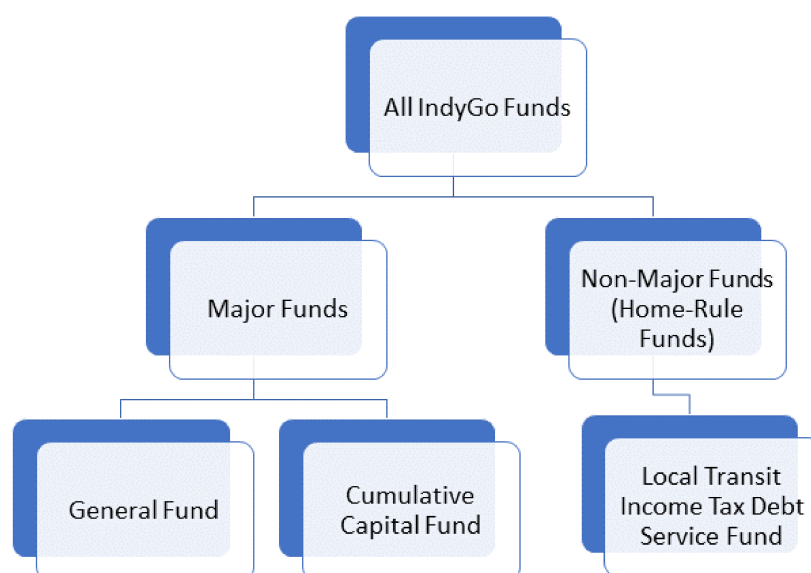 All IndyGo Funds
Major Funds
Non-Major Funds
(Home-Rule
Funds)
General Fund
Cumulative
Capital Fund
Local Transit
Income Tax Debt
Service Fund